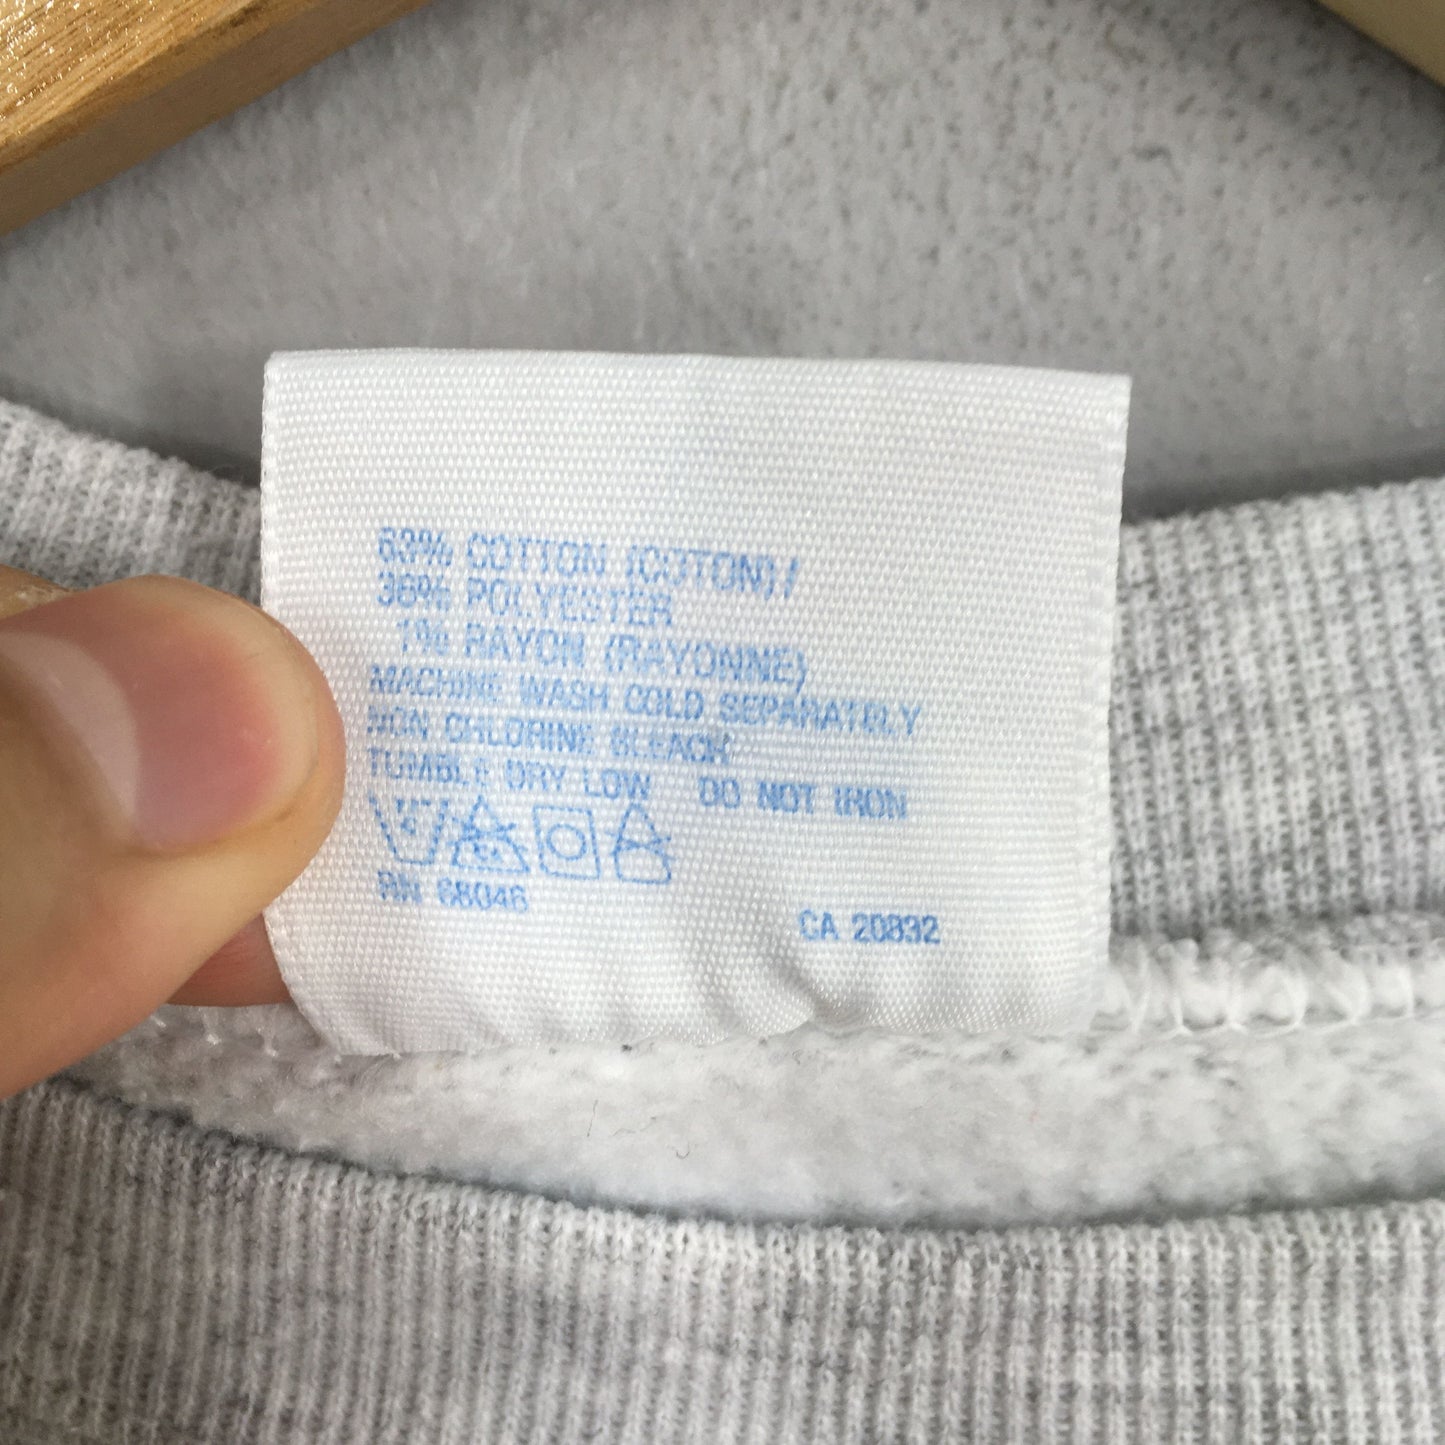 63% COTTON (COTON)/
36% POLYESTER
1% RAYON (RAYONNE)
MACHINE WASH COLD SEPARATELY
NON CHLORINE BLEACH
TUMBLE DRY LOW DO NOT IRON
RN 68046
CA 20832